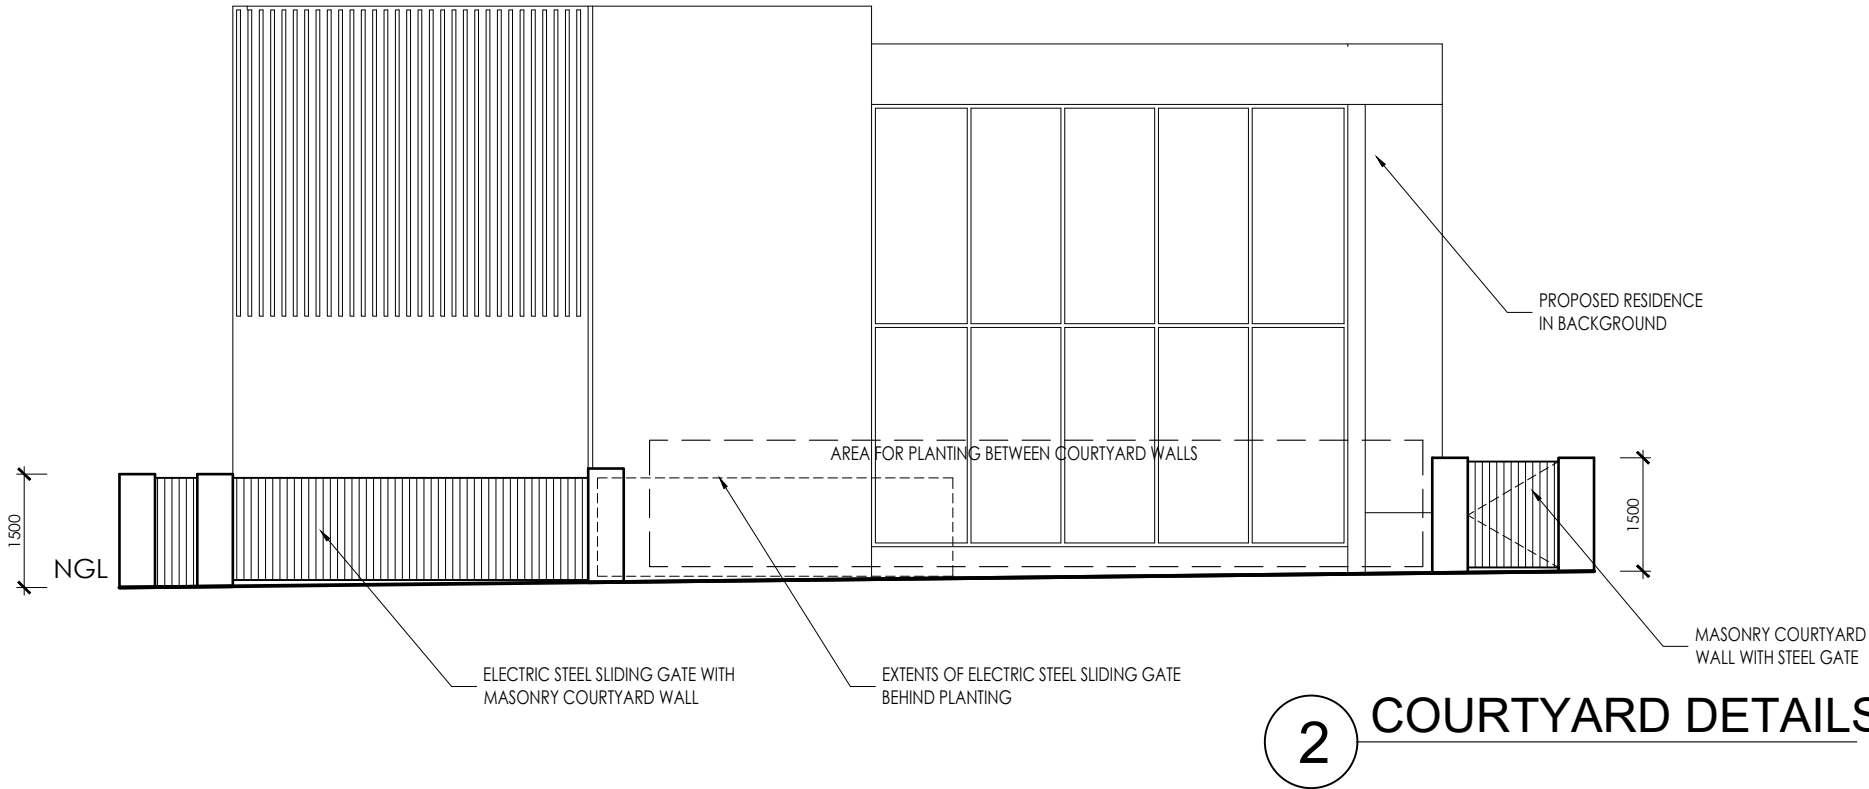 PROPOSED RESIDENCE
IN BACKGROUND
AREA FOR PLANTING BETWEEN COURTYARD WALLS
1500
1500
NGL
MASONRY COURTYARD
WALL WITH STEEL GATE
ELECTRIC STEEL SLIDING GATE WITH
MASONRY COURTYARD WALL
EXTENTS OF ELECTRIC STEEL SLIDING GATE
BEHIND PLANTING
2
COURTYARD DETAILS